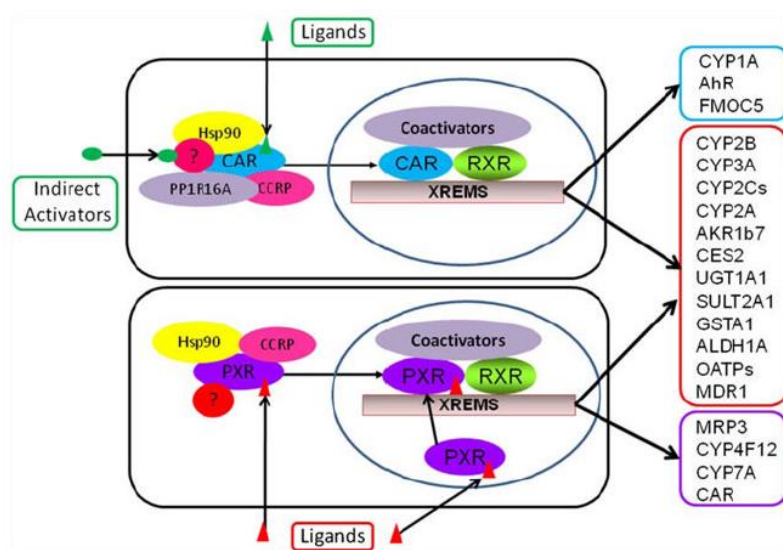 Ligands
Hsp90
?
CAR
PP1R16A
CCRP
Indirect
Activators
Coactivators
CAR
RXR
XREMS
CYP1A
AhR
FMOC5
CYP2B
CYP3A
CYP2Cs
CYP2A
AKR1b7
CES2
UGT1A1
SULT2A1
GSTA1
ALDH1A
OATPs
MDR1
Hsp90
CCRP
PXR
?
Coactivators
PXR
RXR
XREMS
PXR
Ligands
MRP3
CYP4F12
CYP7A
CAR